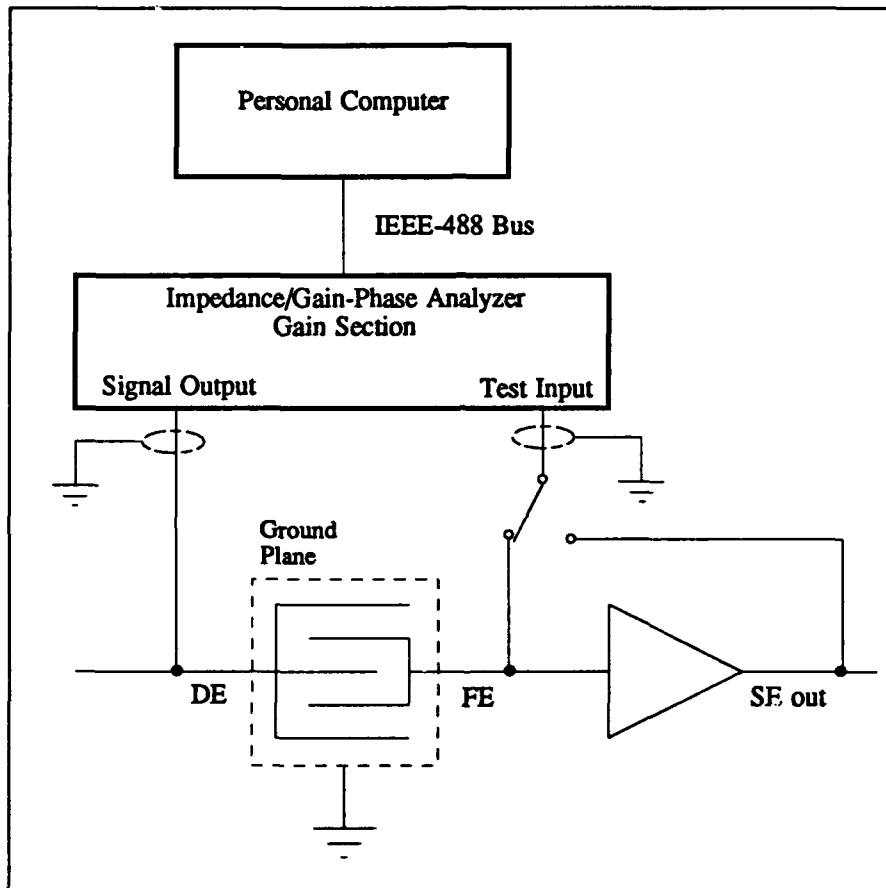 Personal Computer
IEEE-488 Bus
Impedance/Gain-Phase Analyzer
Gain Section
Signal Output
Test Input
Ground
Plane
DE
FE
SE out